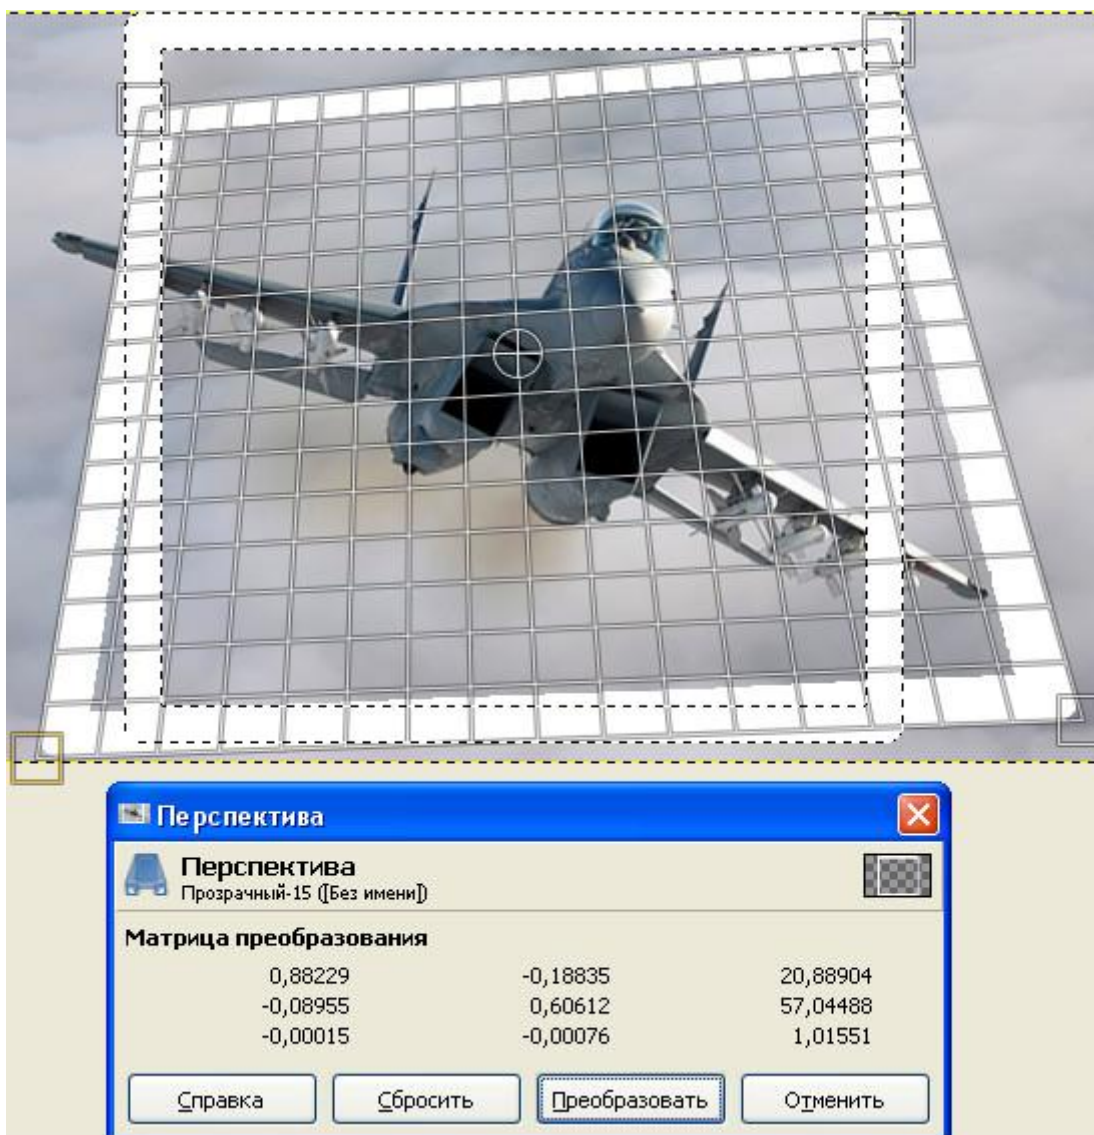 Перспектива
Перспектива
Прозрачный-15 ([Без имени])
Матрица преобразования
0,88229 -0,18835 20,88904
-0,08955 0,60612 57,04488
-0,00015 -0,00076 1,01551
Справка Сбросить Преобразовать Отменить